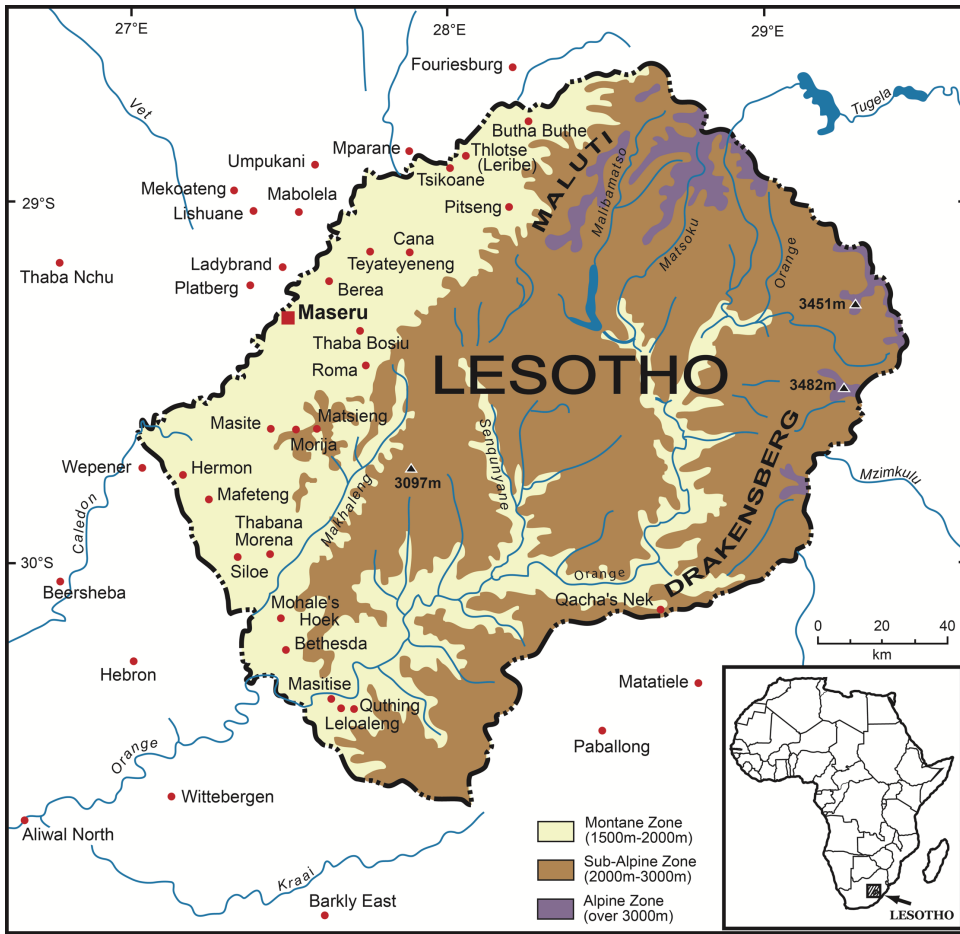 27°E
28°E
29°E
Fouriesburg
Vet
Tugela
Butha Buthe
Mparane
Thlotse
(Leribe)
Umpukani
Tsikoane
MALUTI
Malibamatso
Mekoateng
Mabolela
29°S
Lishuane
Pitseng
Matsoku
Cana
Orange
Thaba Nchu
Ladybrand
Teyateyeneng
Platberg
Berea
3451m
Maseru
Thaba Bosiu
LESOTHO
Roma
3482m
Masite
Matsieng
Morija
Senqunyane
DRAKENSBERG
Wepener
Hermon
3097m
Mzimkulu
Mafeteng
Makhaleng
Caledon
Thabana
Morena
30°S
Siloe
Orange
Beersheba
Qacha's Nek
Mohale's
Hoek
0 20 40
km
Bethesda
Hebron
Masitise
Matatiele
Quthing
Leloaleng
Orange
Paballong
Wittebergen
Aliwal North
Montane Zone
(1500m-2000m)
Sub-Alpine Zone
(2000m-3000m)
Kraai
Alpine Zone
(over 3000m)
Barkly East
LESOTHO